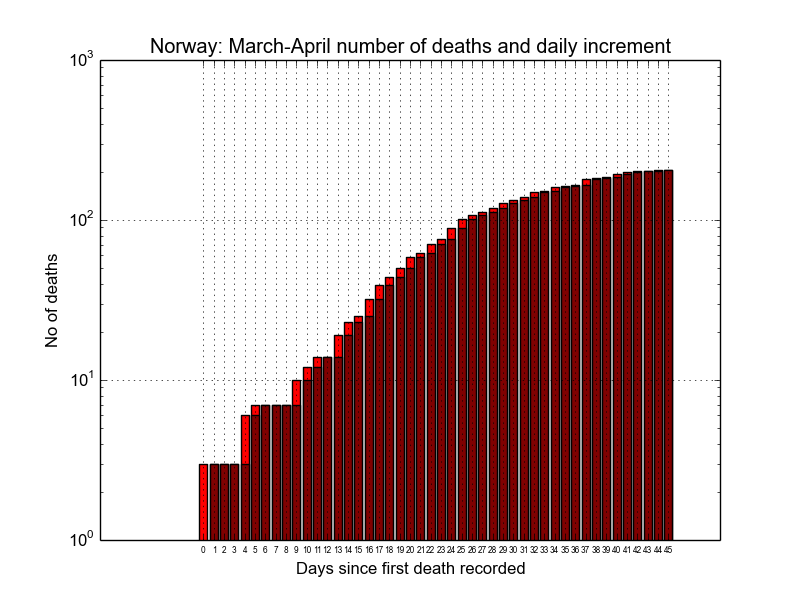 Norway: March-April number of deaths and daily increment
10³
10²
10¹
10⁰
No of deaths
0 1 2 3 4 5 6 7 8 9 10 11 12 13 14 15 16 17 18 19 20 21 22 23 24 25 26 27 28 29 30 31 32 33 34 35 36 37 38 39 40 41 42 43 44 45
Days since first death recorded